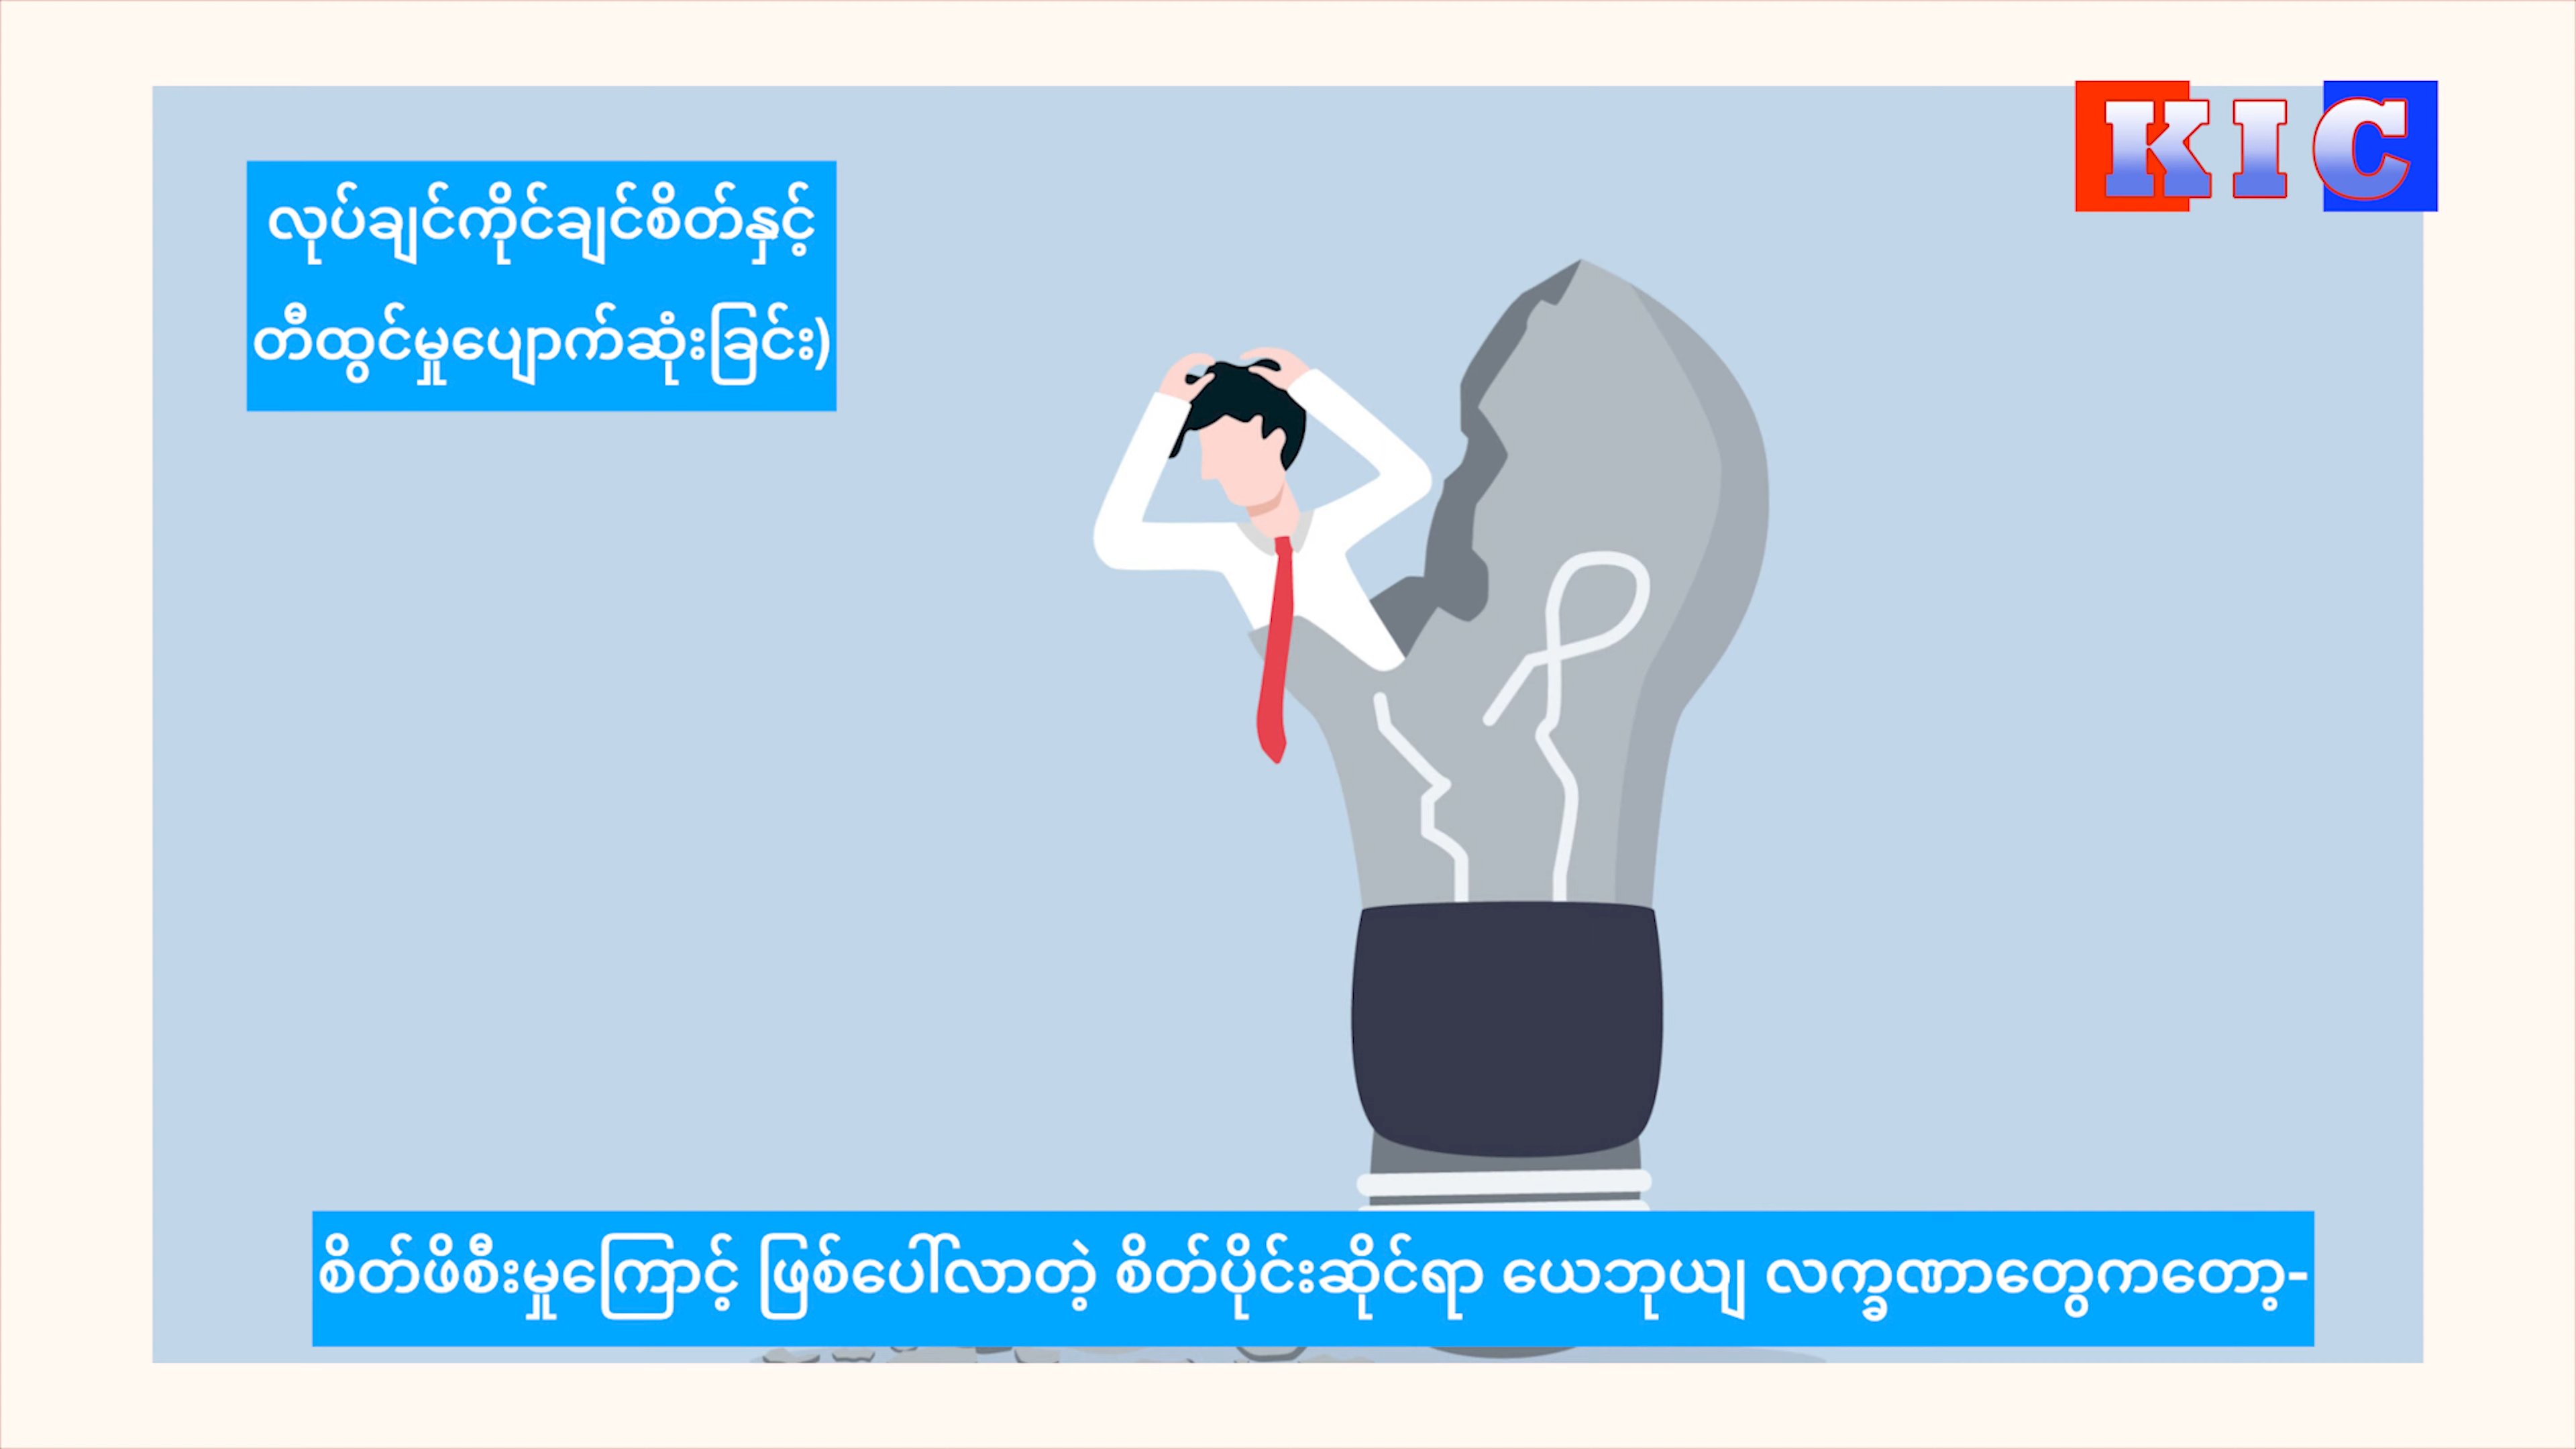 KIC
လုပ်ချင်ကိုင်ချင်စိတ်နှင့်
တီထွင်မှုပျောက်ဆုံးခြင်း)
စိတ်ဖိစီးမှုကြောင့် ဖြစ်ပေါ်လာတဲ့ စိတ်ပိုင်းဆိုင်ရာ ယေဘုယျ လက္ခဏာတွေကတော့-